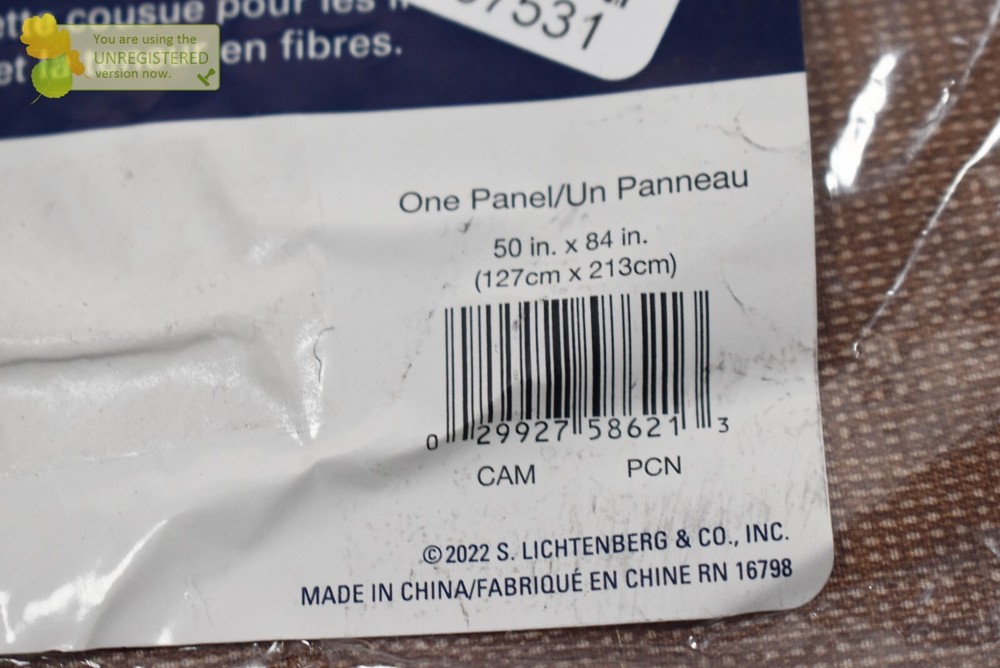 cousue pour les
en fibres.
7531
You are using the
UNREGISTERED
version now.
One Panel/Un Panneau
50 in. x 84 in.
(127cm x 213cm)
0 29927 58621 3
CAM PCN
©2022 S. LICHTENBERG & CO., INC.
MADE IN CHINA/FABRIQUÉ EN CHINE RN 16798